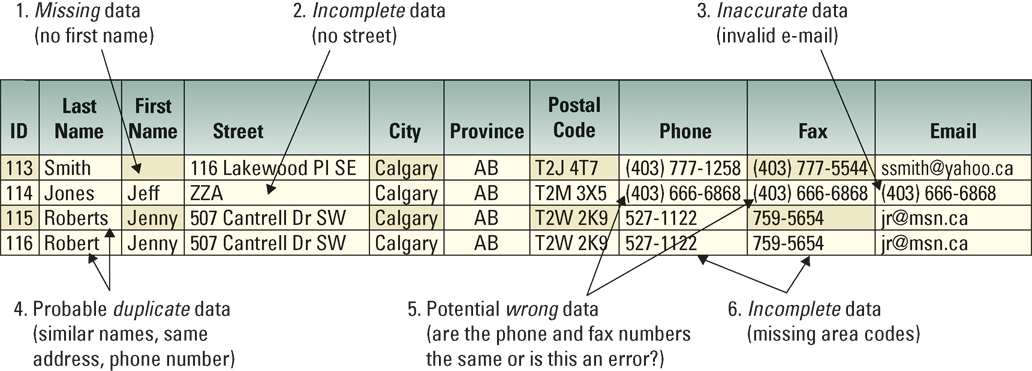 1. Missing data
(no first name)
2. Incomplete data
(no street)
3. Inaccurate data
(invalid e-mail)
ID Last Name First Name Street City Province Postal Code Phone Fax Email
113 Smith 116 Lakewood Pl SE Calgary AB T2J 4T7 (403) 777-1258 (403) 777-5544 ssmith@yahoo.ca
114 Jones Jeff ZZA Calgary AB T2M 3X5 (403) 666-6868 (403) 666-6868 (403) 666-6868
115 Roberts Jenny 507 Cantrell Dr SW Calgary AB T2W 2K9 527-1122 759-5654 jr@msn.ca
116 Robert Jenny 507 Cantrell Dr SW Calgary AB T2W 2K9 527-1122 759-5654 jr@msn.ca
4. Probable duplicate data
(similar names, same
address, phone number)
5. Potential wrong data
(are the phone and fax numbers
the same or is this an error?)
6. Incomplete data
(missing area codes)